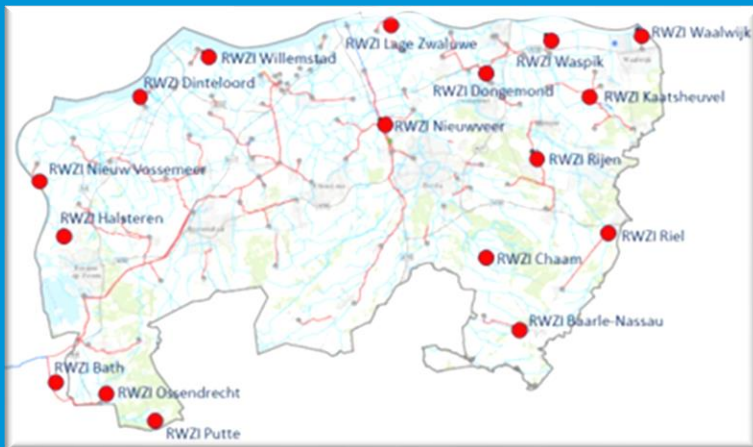 RWZI Waalwijk
RWZI Lage Zwaluwe
RWZI Willemstad
RWZI Waspik
RWZI Dinteloord
RWZI Dongemond
RWZI Kaatsheuvel
RWZI Nieuwveer
RWZI Rijen
RWZI Nieuw Vossemeer
RWZI Halsteren
RWZI Riel
RWZI Chaam
RWZI Baarle-Nassau
RWZI Bath
RWZI Ossendrecht
RWZI Putte